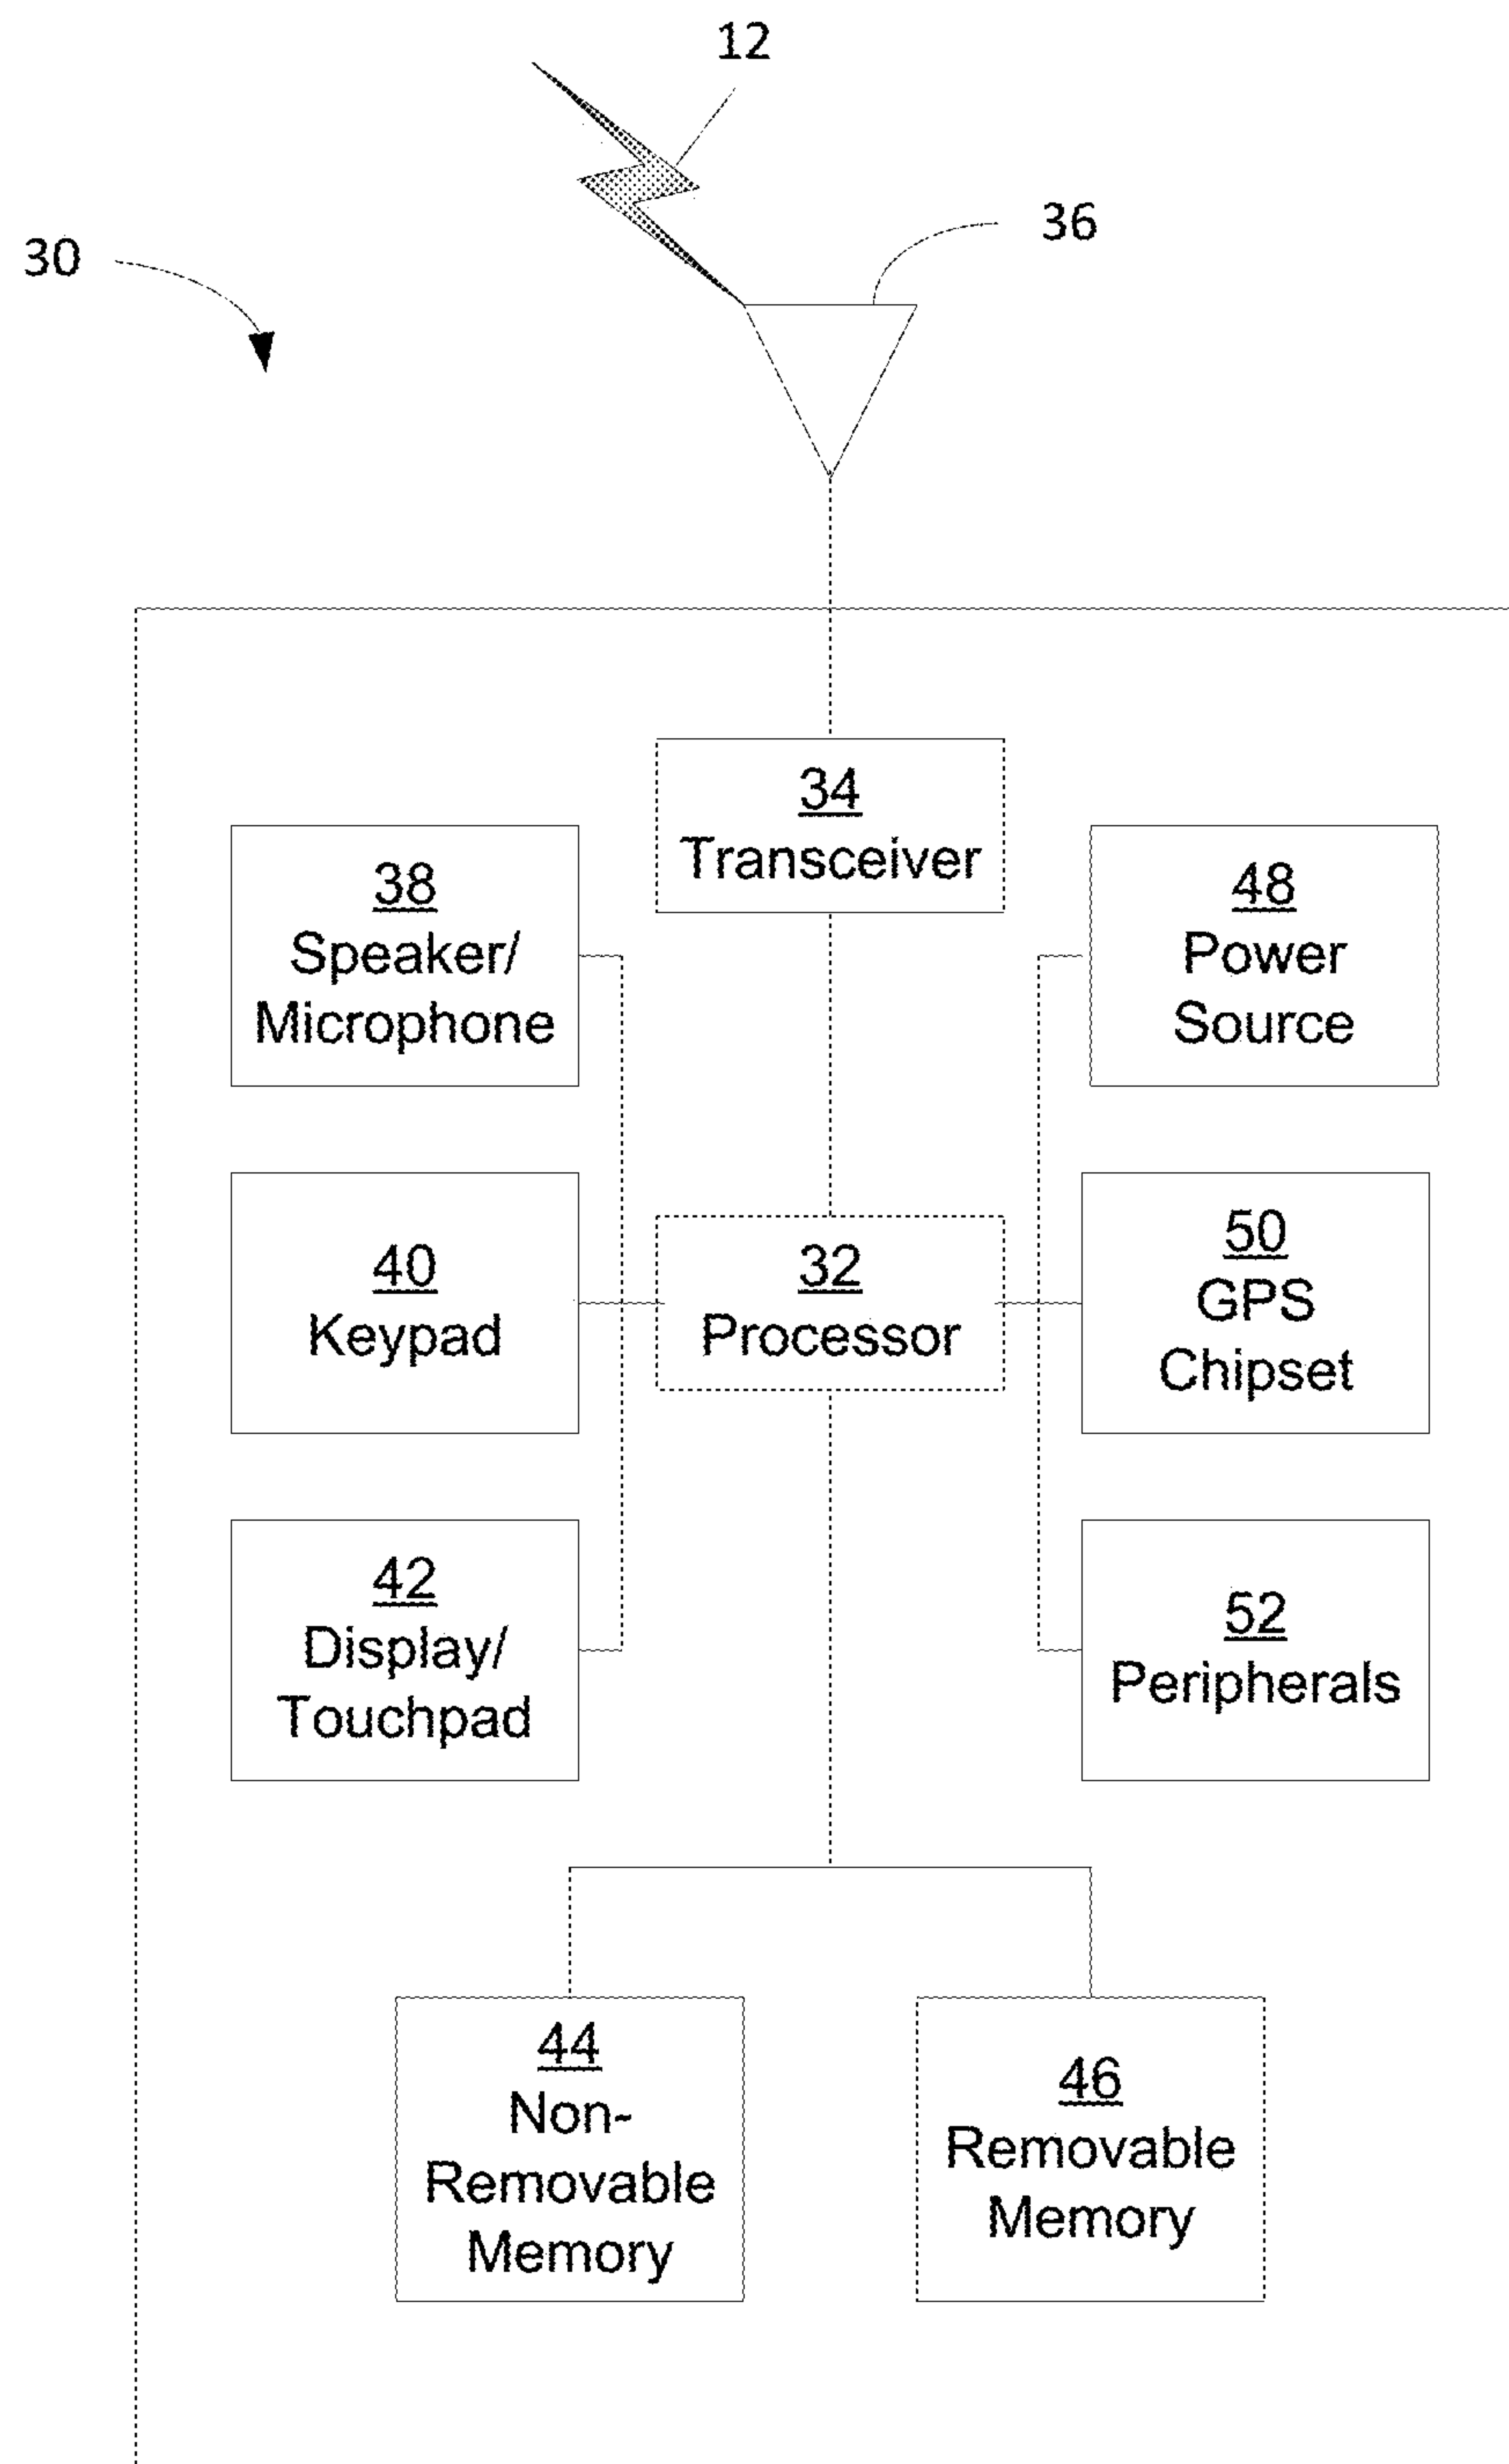 12
36
30
34
Transceiver
38
Speaker/
Microphone
48
Power
Source
40
Keypad
32
Processor
50
GPS
Chipset
42
Display/
Touchpad
52
Peripherals
44
Non-
Removable
Memory
46
Removable
Memory